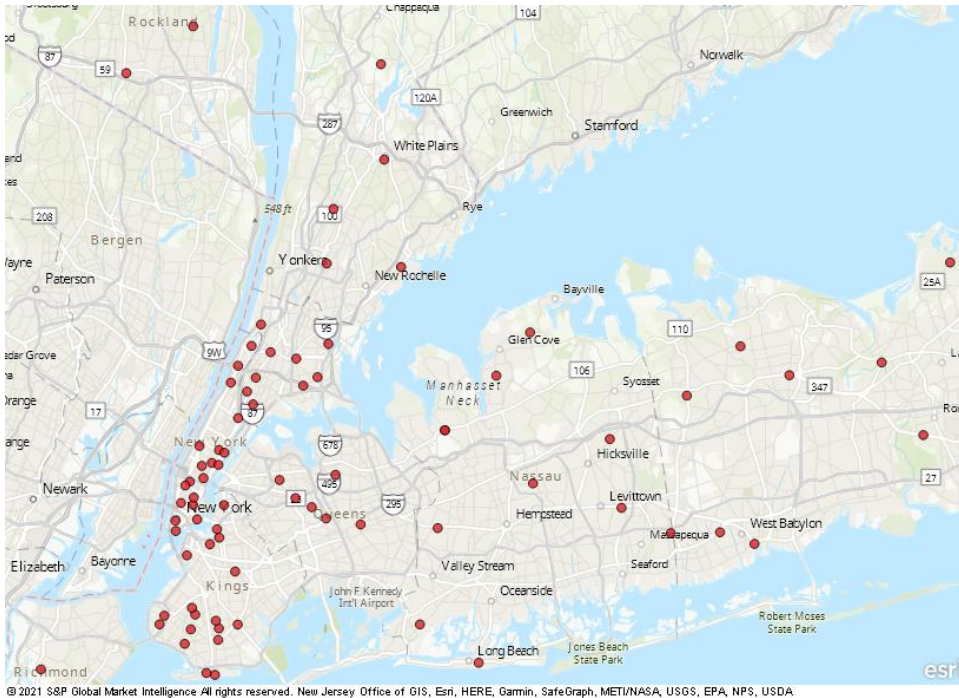 Chappaqua
104
Rockland
87
59
Norwalk
120A
Greenwich
287
Stamford
White Plains
208
548 ft
100
Rye
Bergen
Yonkers
Paterson
New Rochelle
Bayville
25A
95
110
9W
Glen Cove
106
Syosset
347
Manhasset
Neck
17
87
New York
678
Hicksville
Nassau
27
Newark
495
295
Levittown
New York
Queens
Hempstead
West Babylon
Massapequa
Elizabeth
Bayonne
Valley Stream
Seaford
Kings
John F Kennedy
Int'l Airport
Oceanside
Robert Moses
State Park
Long Beach
Jones Beach
State Park
Richmond
esri
© 2021 S&P Global Market Intelligence All rights reserved. New Jersey Office of GIS, Esri, HERE, Garmin, SafeGraph, METI/NASA, USGS, EPA, NPS, USDA